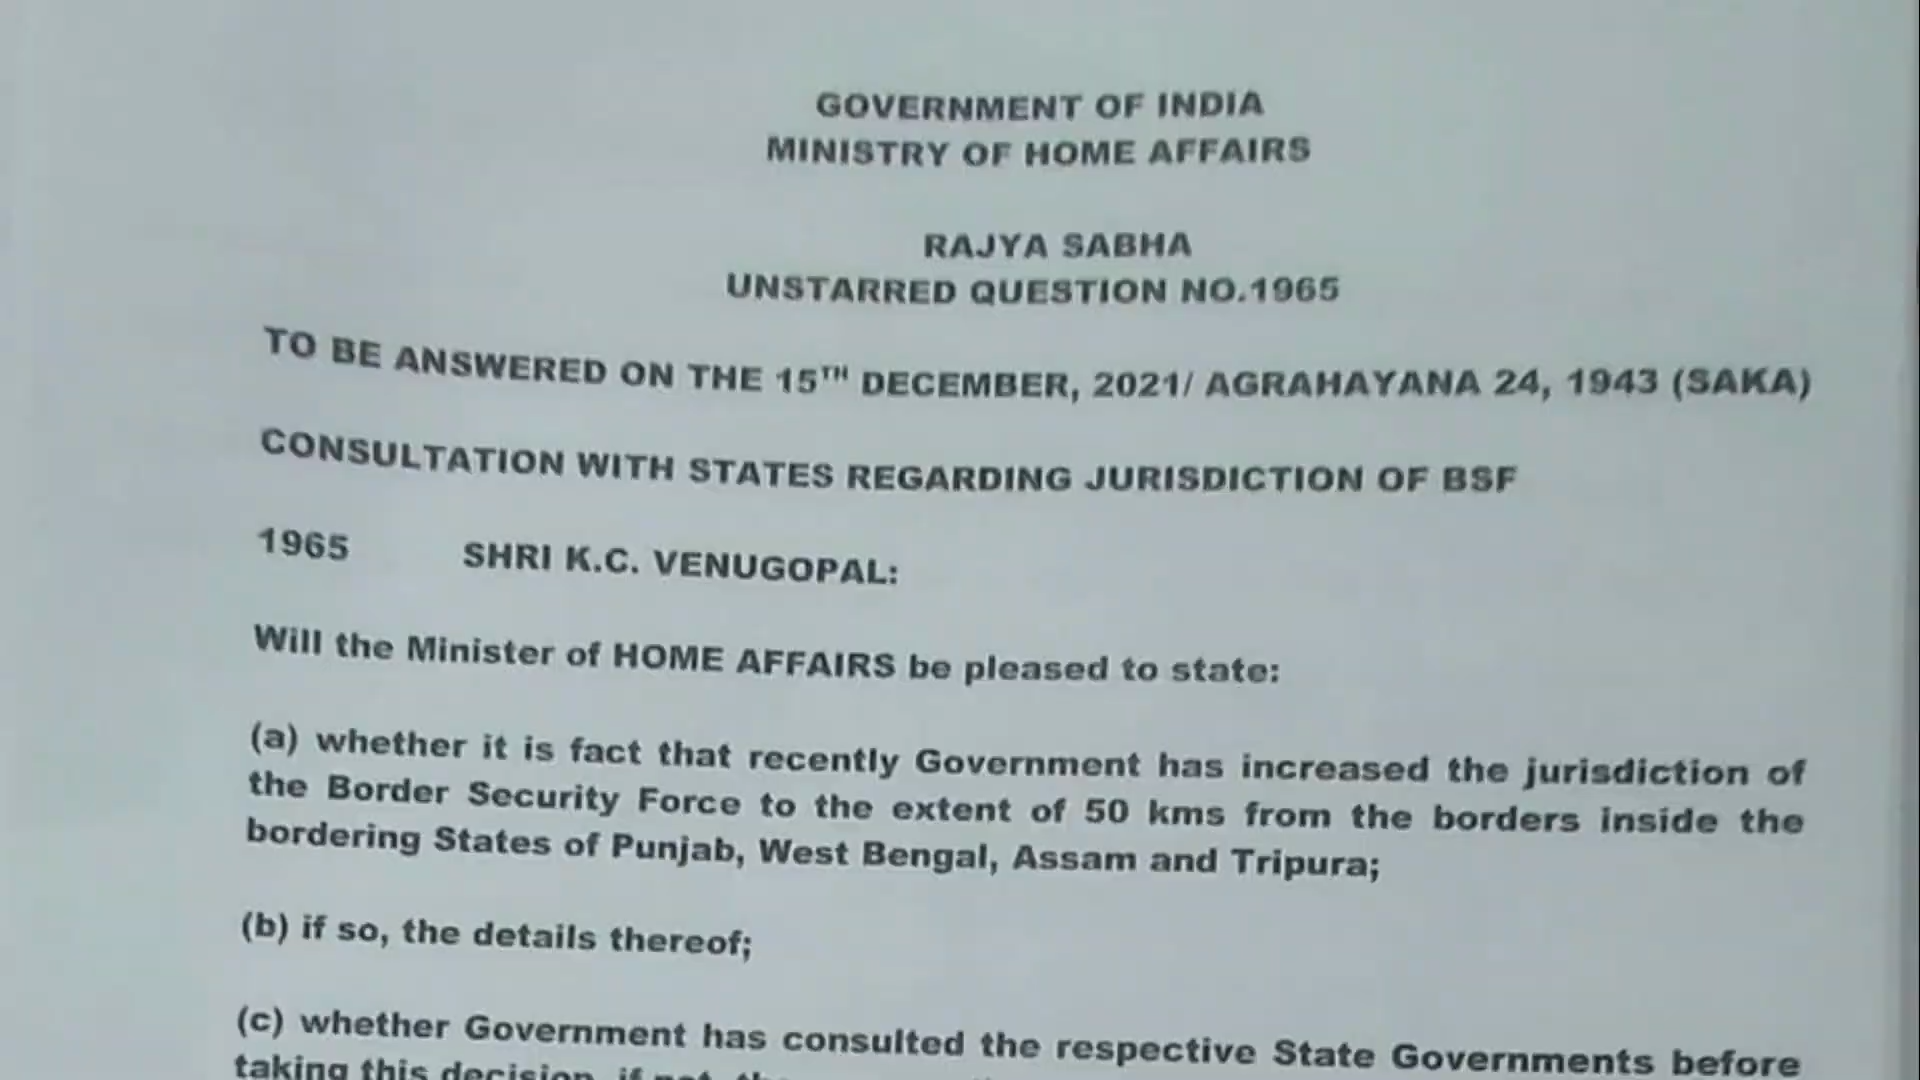 GOVERNMENT OF INDIA
MINISTRY OF HOME AFFAIRS
RAJYA SABHA
UNSTARRED QUESTION NO.1965
TO BE ANSWERED ON THE 15TH DECEMBER, 2021/ AGRAHAYANA 24, 1943 (SAKA)
CONSULTATION WITH STATES REGARDING JURISDICTION OF BSF
1965 SHRI K.C. VENUGOPAL:
Will the Minister of HOME AFFAIRS be pleased to state:
(a) whether it is fact that recently Government has increased the jurisdiction of
the Border Security Force to the extent of 50 kms from the borders inside the
bordering States of Punjab, West Bengal, Assam and Tripura;
(b) if so, the details thereof;
(c) whether Government has consulted the respective State Governments before
taking this decision, if not,